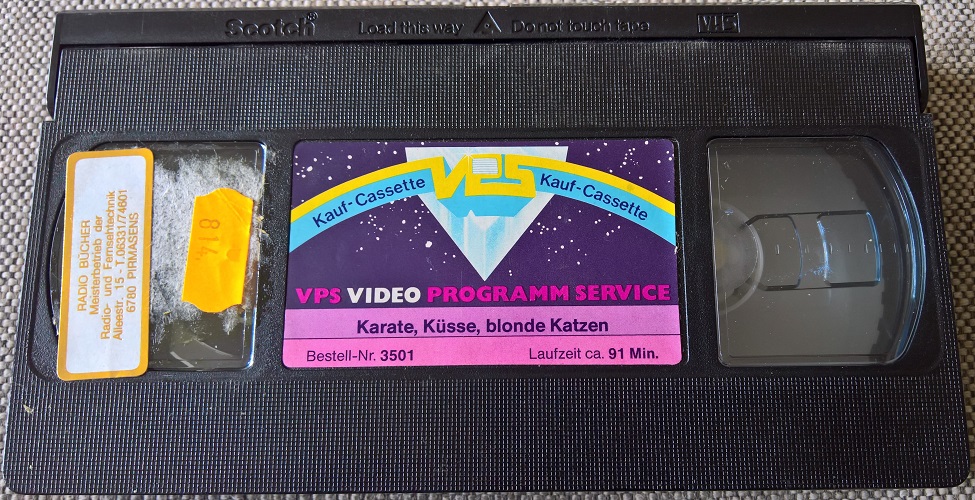 Scotch® Load this way Do not touch tape VHS
RADIO BÜCHER
Meisterbetrieb der
Radio- und Fernsehtechnik
Alleestr. 15 - T.06331/74601
6780 PIRMASENS
814
Kauf-Cassette VPS Kauf-Cassette
VPS VIDEO PROGRAMM SERVICE
Karate, Küsse, blonde Katzen
Bestell-Nr. 3501 Laufzeit ca. 91 Min.